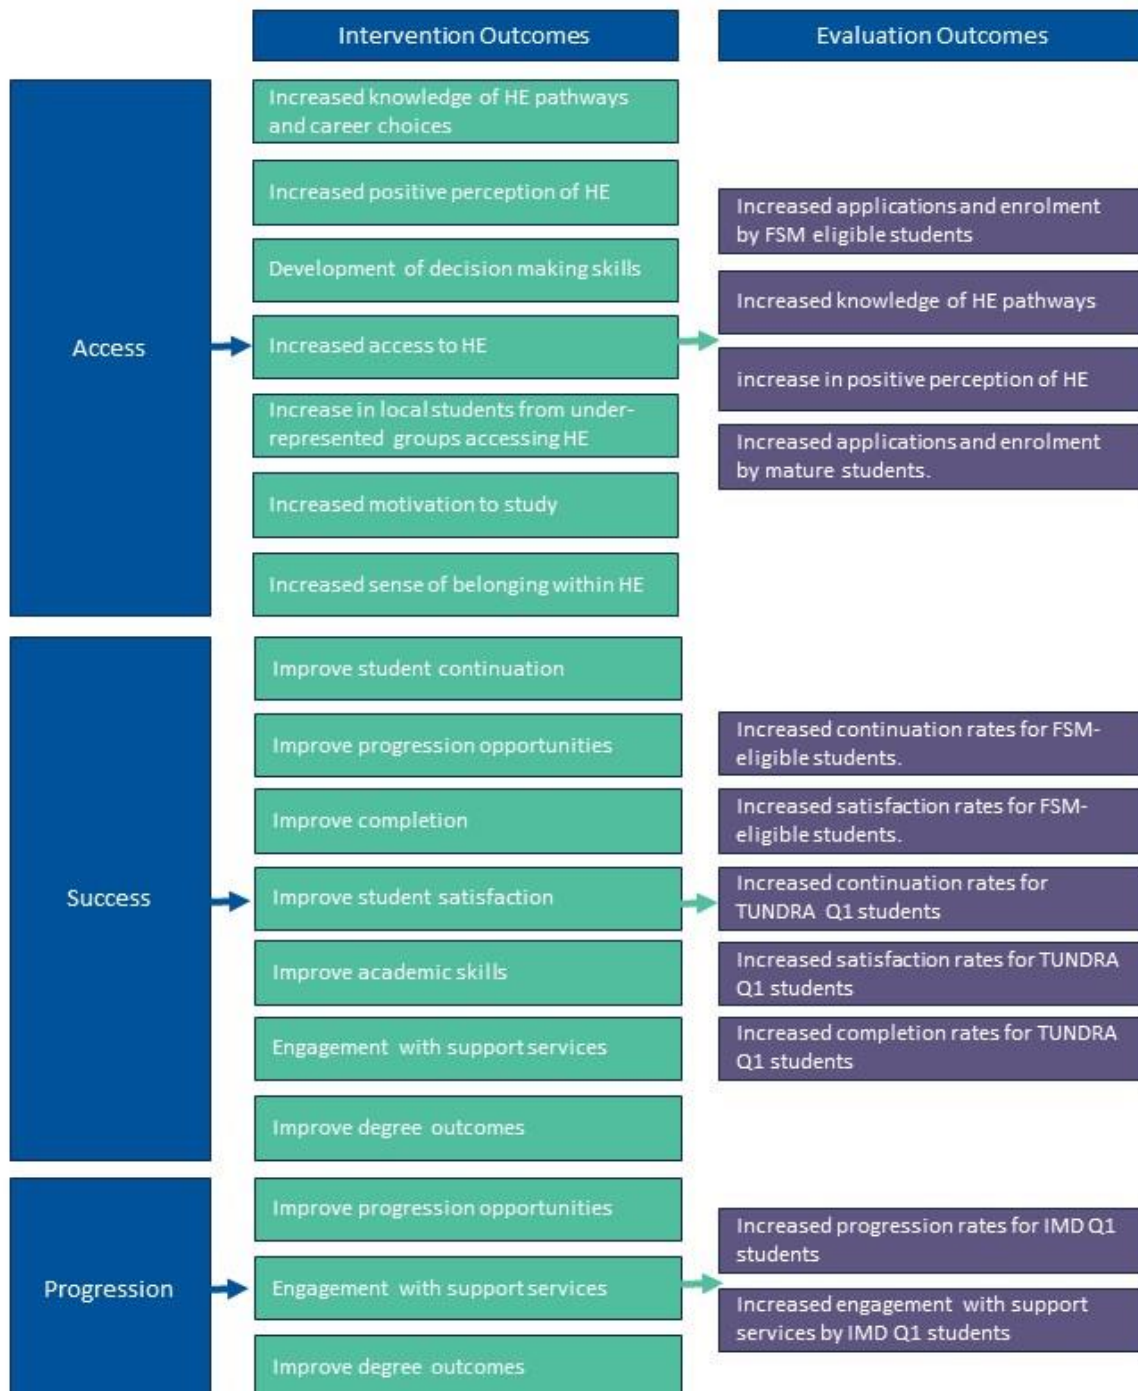 Intervention Outcomes
Evaluation Outcomes
Access
Increased knowledge of HE pathways
and career choices
Increased positive perception of HE
Development of decision making skills
Increased access to HE
Increase in local students from under-
represented groups accessing HE
Increased motivation to study
Increased sense of belonging within HE
Increased applications and enrolment
by FSM eligible students
Increased knowledge of HE pathways
increase in positive perception of HE
Increased applications and enrolment
by mature students.
Success
Improve student continuation
Improve progression opportunities
Improve completion
Improve student satisfaction
Improve academic skills
Engagement with support services
Improve degree outcomes
Increased continuation rates for FSM-
eligible students.
Increased satisfaction rates for FSM-
eligible students.
Increased continuation rates for
TUNDRA Q1 students
Increased satisfaction rates for TUNDRA
Q1 students
Increased completion rates for TUNDRA
Q1 students
Progression
Improve progression opportunities
Engagement with support services
Improve degree outcomes
Increased progression rates for IMD Q1
students
Increased engagement with support
services by IMD Q1 students